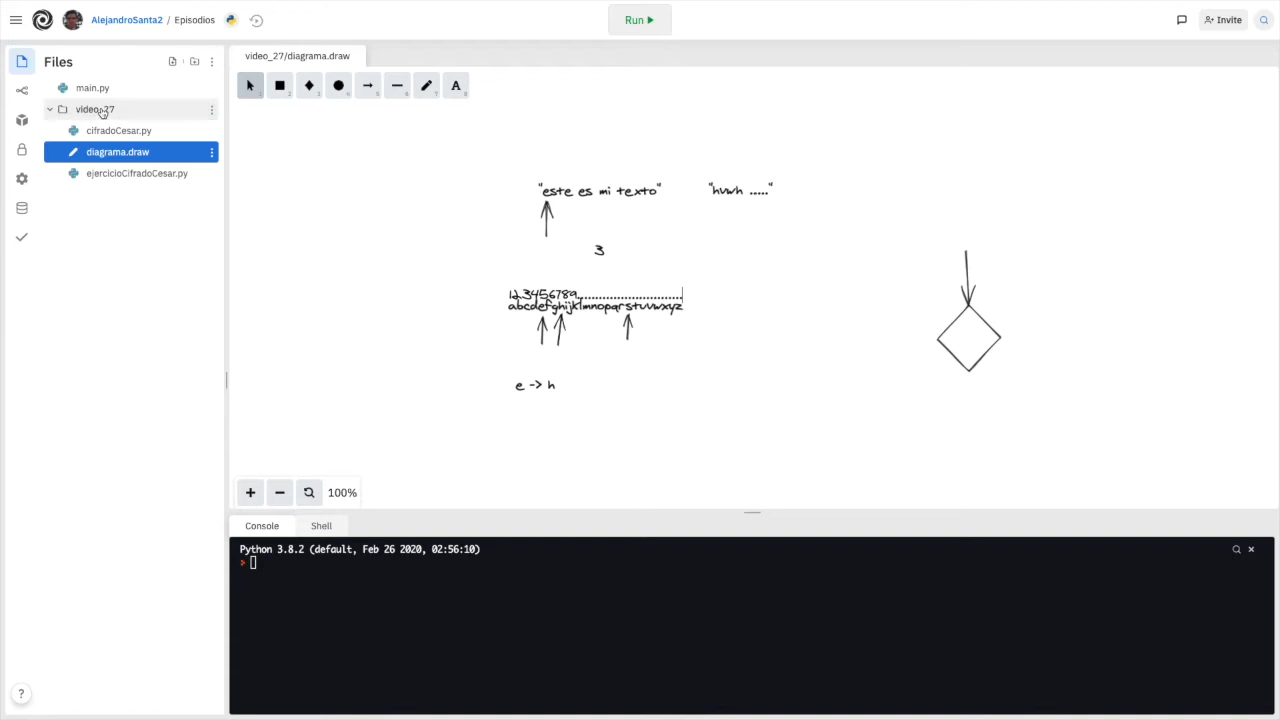 AlejandroSanta2 / Episodios
Run
Invite
Files
main.py
video_27
cifradoCesar.py
diagrama.draw
ejercicioCifradoCesar.py
video_27/diagrama.draw
A
"este es mi texto" "hvwh ....."
3
123456789............................
abcdefghijklmnopqrstuvwxyz
e -> h
100%
Console Shell
Python 3.8.2 (default, Feb 26 2020, 02:56:10)
>
?